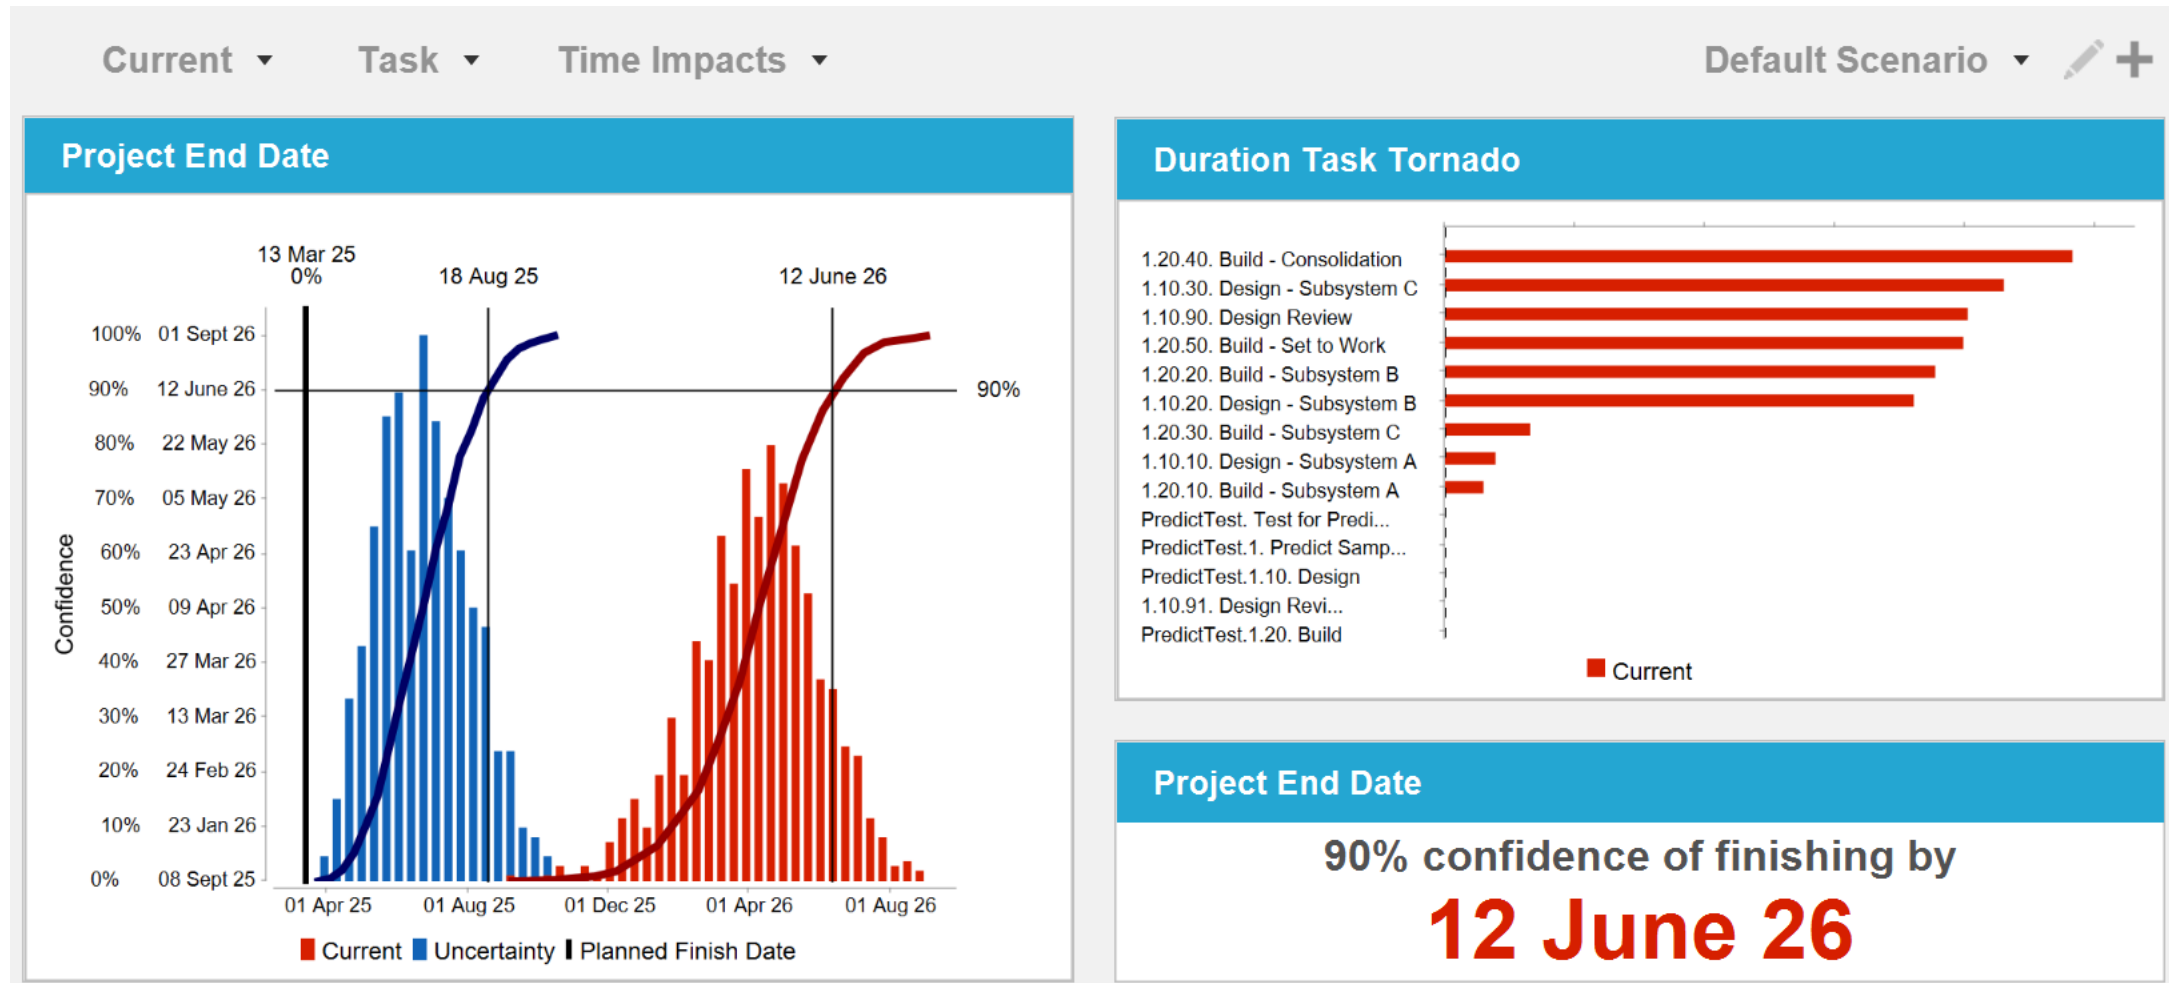 Current Task Time Impacts Default Scenario
Project End Date
13 Mar 25
0%
18 Aug 25
12 June 26
100% 01 Sept 26
90% 12 June 26
90%
80% 22 May 26
70% 05 May 26
60% 23 Apr 26
50% 09 Apr 26
40% 27 Mar 26
30% 13 Mar 26
20% 24 Feb 26
10% 23 Jan 26
0% 08 Sept 25
Confidence
01 Apr 25 01 Aug 25 01 Dec 25 01 Apr 26 01 Aug 26
Current Uncertainty Planned Finish Date
Duration Task Tornado
1.20.40. Build - Consolidation
1.10.30. Design - Subsystem C
1.10.90. Design Review
1.20.50. Build - Set to Work
1.20.20. Build - Subsystem B
1.10.20. Design - Subsystem B
1.20.30. Build - Subsystem C
1.10.10. Design - Subsystem A
1.20.10. Build - Subsystem A
PredictTest. Test for Predi...
PredictTest.1. Predict Samp...
PredictTest.1.10. Design
1.10.91. Design Revi...
PredictTest.1.20. Build
Current
Project End Date
90% confidence of finishing by
12 June 26